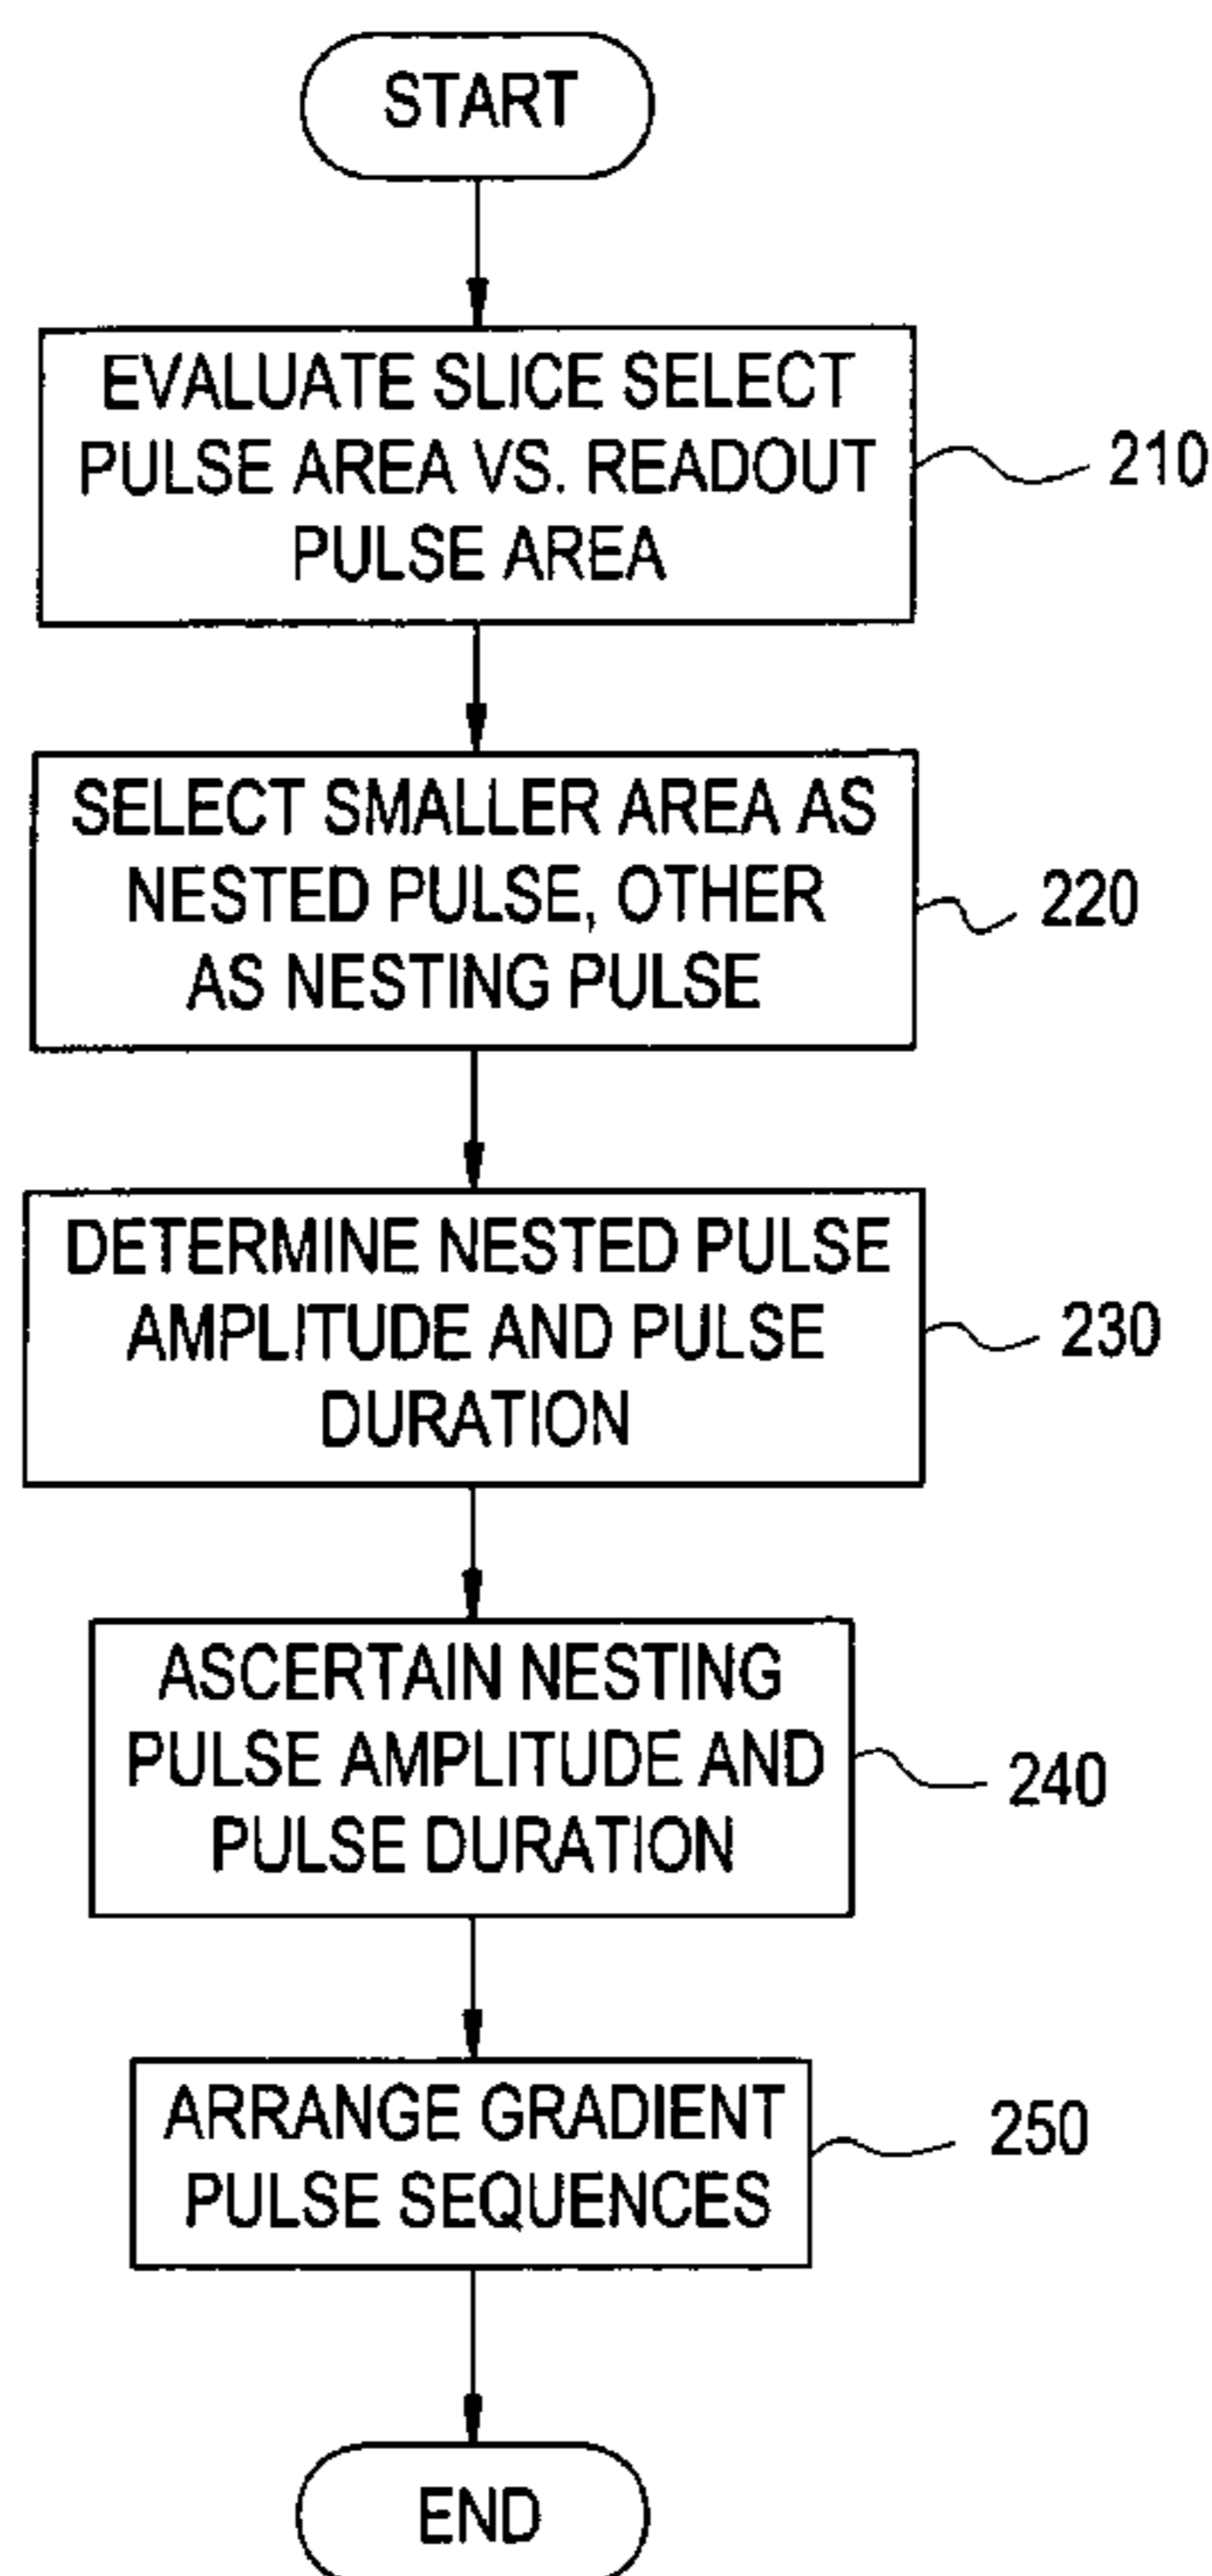 START
EVALUATE SLICE SELECT
PULSE AREA VS. READOUT
PULSE AREA
210
SELECT SMALLER AREA AS
NESTED PULSE, OTHER
AS NESTING PULSE
220
DETERMINE NESTED PULSE
AMPLITUDE AND PULSE
DURATION
230
ASCERTAIN NESTING
PULSE AMPLITUDE AND
PULSE DURATION
240
ARRANGE GRADIENT
PULSE SEQUENCES
250
END